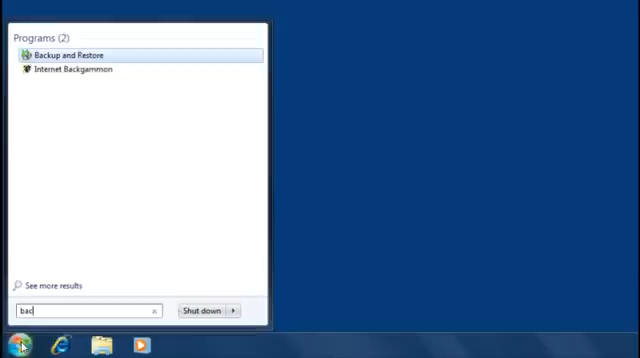 Programs (2)
Backup and Restore
Internet Backgammon
See more results
bac
Shut down